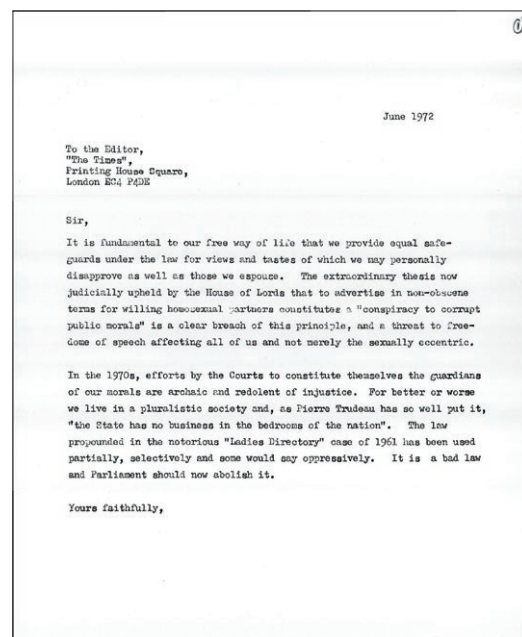 June 1972
To the Editor,
"The Times",
Printing House Square,
London EC4 P4DE
Sir,
It is fundamental to our free way of life that we provide equal safe-
guards under the law for views and tastes of which we may personally
disapprove as well as those we espouse. The extraordinary thesis now
judicially upheld by the House of Lords that to advertise in non-obscene
terms for willing homosexual partners constitutes a "conspiracy to corrupt
public morals" is a clear breach of this principle, and a threat to free-
dome of speech affecting all of us and not merely the sexually eccentric.
In the 1970s, efforts by the Courts to constitute themselves the guardians
of our morals are archaic and redolent of injustice. For better or worse
we live in a pluralistic society and, as Pierre Trudeau has so well put it,
"the State has no business in the bedrooms of the nation". The law
propounded in the notorious "Ladies Directory" case of 1961 has been used
partially, selectively and some would say oppressively. It is a bad law
and Parliament should now abolish it.
Yours faithfully,